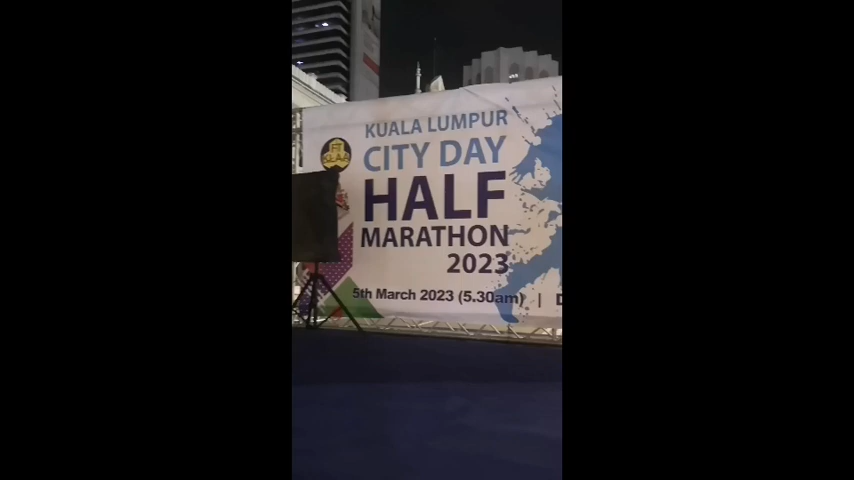 KUALA LUMPUR
CITY DAY
HALF
MARATHON
2023
5th March 2023 (5.30am) |